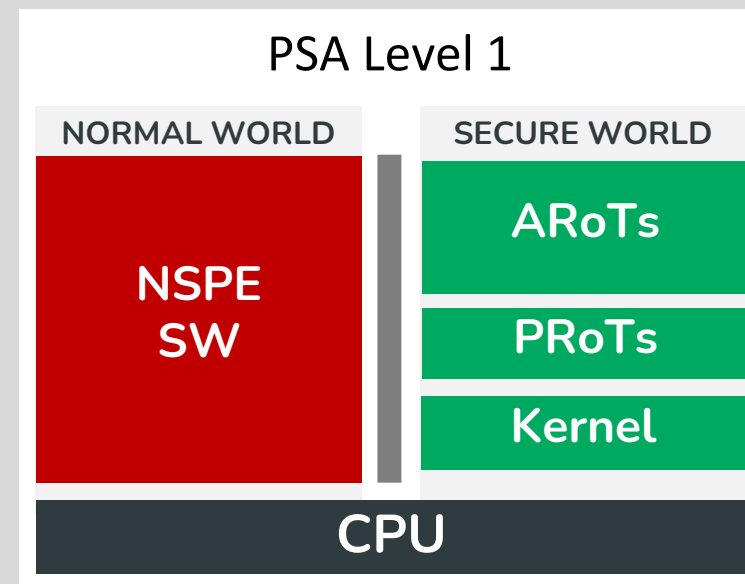 PSA Level 1
NORMAL WORLD
NSPE
SW
SECURE WORLD
ARoTs
PRoTs
Kernel
CPU